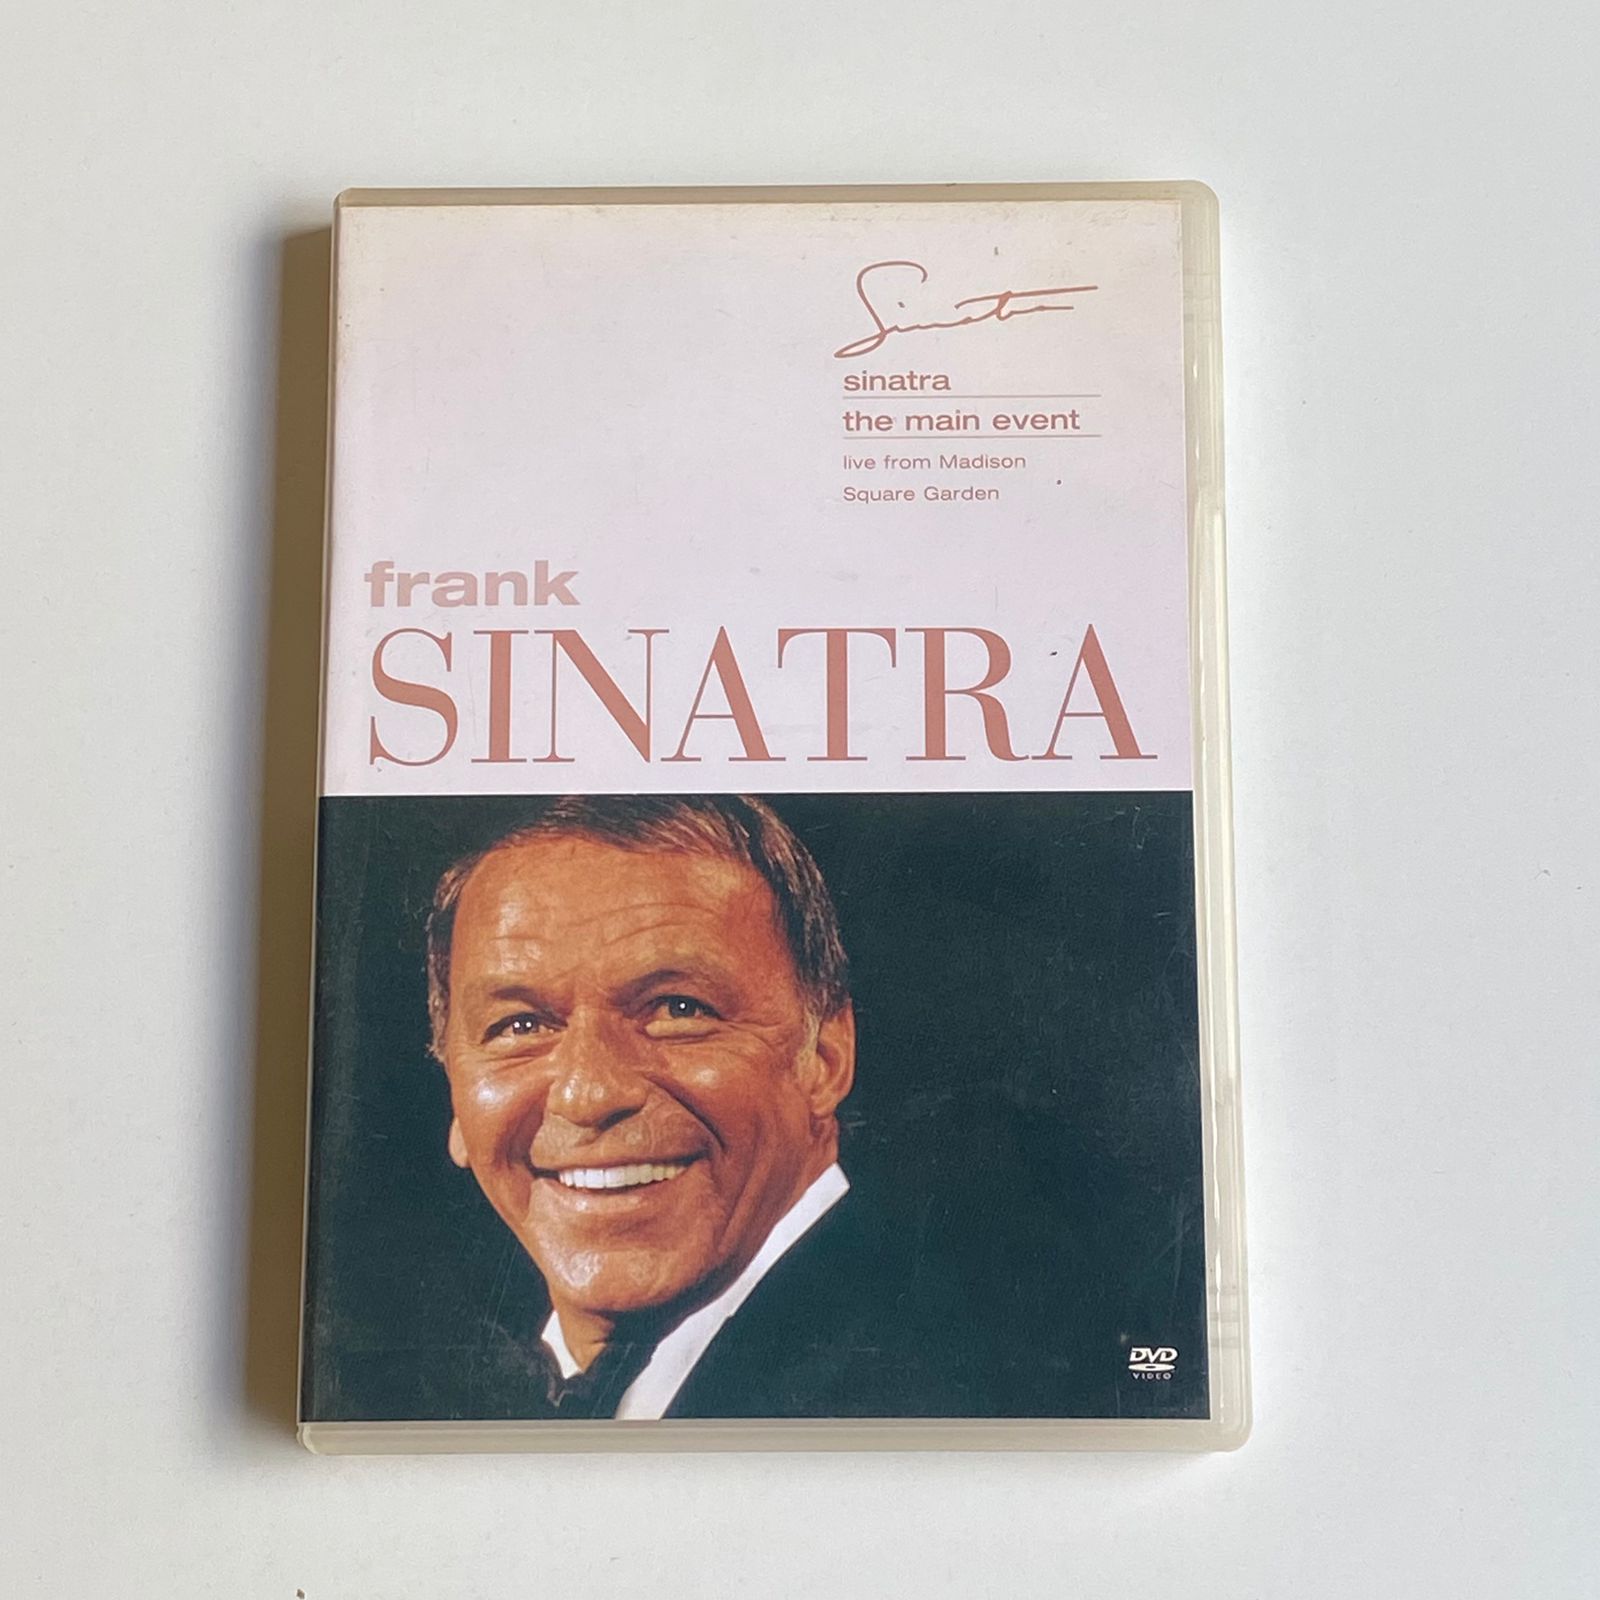 Sinatra
sinatra
the main event
live from Madison
Square Garden
frank
SINATRA
DVD
VIDEO